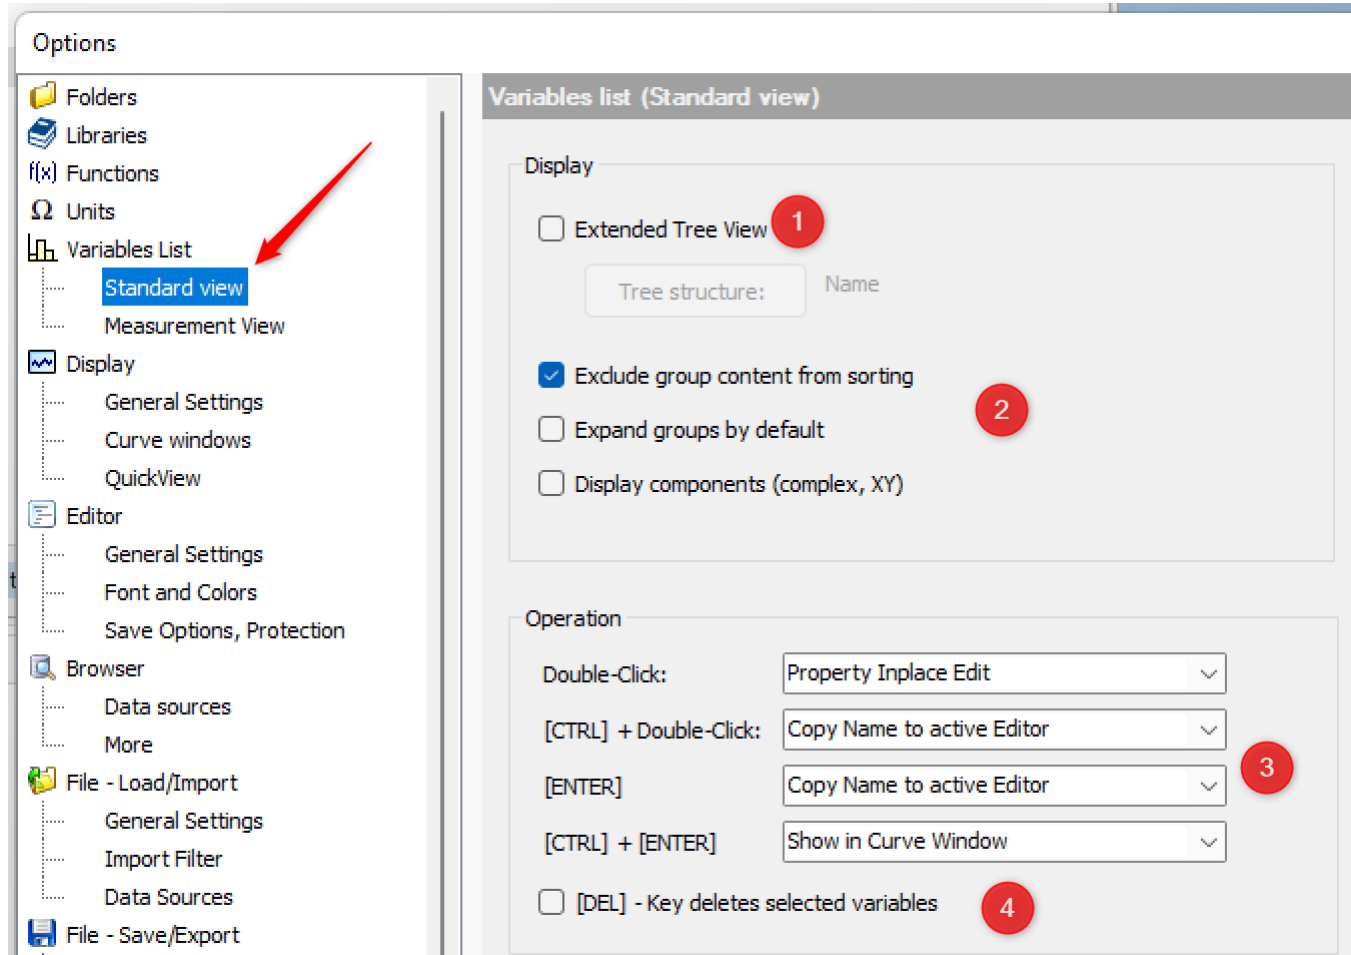 Options
Folders
Libraries
f(x) Functions
Ω Units
Variables List
Standard view
Measurement View
Display
General Settings
Curve windows
QuickView
Editor
General Settings
Font and Colors
Save Options, Protection
Browser
Data sources
More
File - Load/Import
General Settings
Import Filter
Data Sources
File - Save/Export
Variables list (Standard view)
Display
Extended Tree View 1
Tree structure: Name
Exclude group content from sorting
2
Expand groups by default
Display components (complex, XY)
Operation
Double-Click: Property Inplace Edit
[CTRL] + Double-Click: Copy Name to active Editor
3
[ENTER] Copy Name to active Editor
[CTRL] + [ENTER] Show in Curve Window
[DEL] - Key deletes selected variables 4